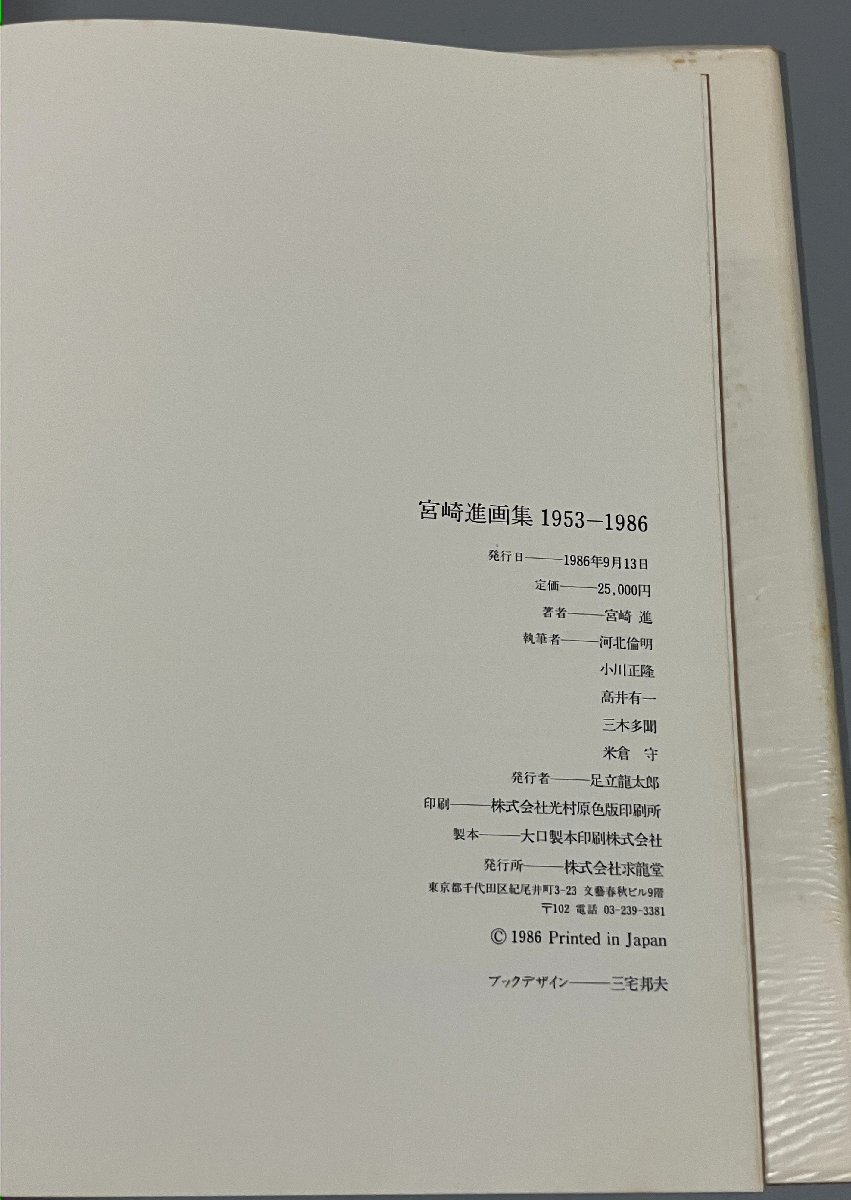 宮崎進画集 1953−1986
発行日――1986年9月13日
定価――25,000円
著者――宮崎 進
執筆者――河北倫明
小川正隆
高井有一
三木多聞
米倉 守
発行者――足立龍太郎
印刷――株式会社光村原色版印刷所
製本――大口製本印刷株式会社
発行所――株式会社求龍堂
東京都千代田区紀尾井町3-23 文藝春秋ビル9階
〒102 電話 03-239-3381
© 1986 Printed in Japan
ブックデザイン――三宅邦夫